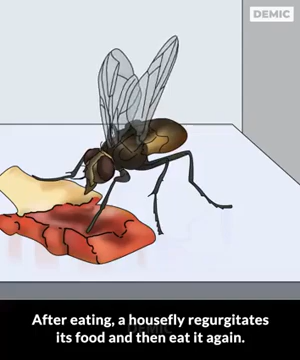 DEMIC
After eating, a housefly regurgitates
its food and then eat it again.